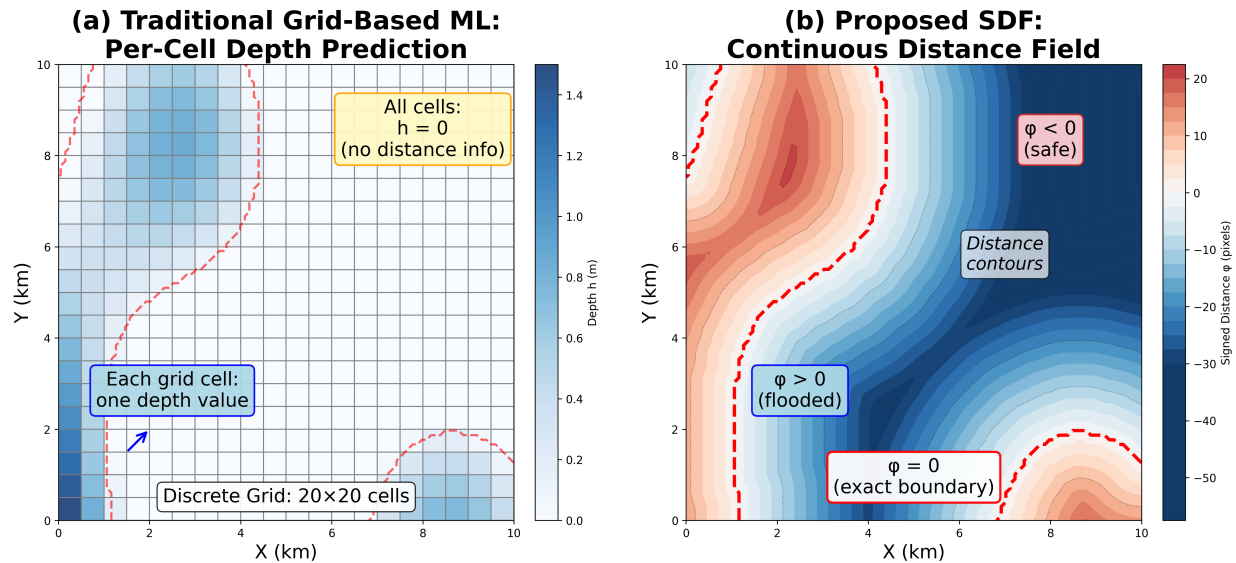 (a) Traditional Grid-Based ML:
Per-Cell Depth Prediction
10
8
6
4
2
0
Y (km)
All cells:
h = 0
(no distance info)
Each grid cell:
one depth value
Discrete Grid: 20×20 cells
0
2
4
6
8
10
X (km)
1.4
1.2
1.0
0.8
0.6
0.4
0.2
0.0
Depth h (m)
(b) Proposed SDF:
Continuous Distance Field
10
8
6
4
2
0
Y (km)
φ < 0
(safe)
Distance
contours
φ > 0
(flooded)
φ = 0
(exact boundary)
0
2
4
6
8
10
X (km)
20
10
0
−10
−20
−30
−40
−50
Signed Distance φ (pixels)